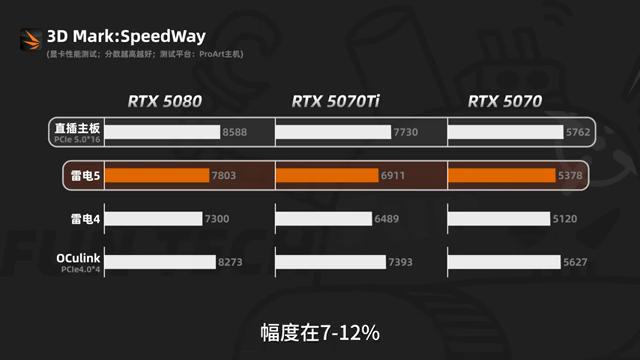 3D Mark:SpeedWay
(显卡性能测试；分数越高越好；测试平台：ProArt主机)
RTX 5080 RTX 5070Ti RTX 5070
直插主板 8588 7730 5762
PCIe 5.0*16
雷电5 7803 6911 5378
雷电4 7300 6489 5120
OCulink 8273 7393 5627
PCIe4.0*4
幅度在7-12%